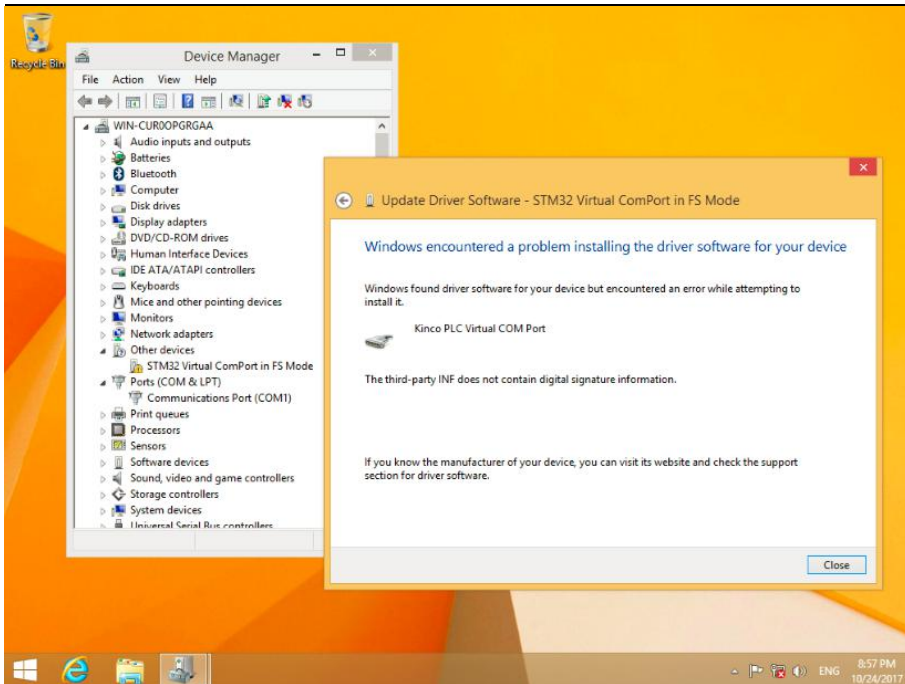 Recycle Bin
Device Manager
File Action View Help
WIN-CUR0OPGRGAA
Audio inputs and outputs
Batteries
Bluetooth
Computer
Disk drives
Display adapters
DVD/CD-ROM drives
Human Interface Devices
IDE ATA/ATAPI controllers
Keyboards
Mice and other pointing devices
Monitors
Network adapters
Other devices
STM32 Virtual ComPort in FS Mode
Ports (COM & LPT)
Communications Port (COM1)
Print queues
Processors
Sensors
Software devices
Sound, video and game controllers
Storage controllers
System devices
Universal Serial Bus controllers
Update Driver Software - STM32 Virtual ComPort in FS Mode
Windows encountered a problem installing the driver software for your device
Windows found driver software for your device but encountered an error while attempting to
install it.
Kinco PLC Virtual COM Port
The third-party INF does not contain digital signature information.
If you know the manufacturer of your device, you can visit its website and check the support
section for driver software.
Close
ENG
8:57 PM
10/24/2017